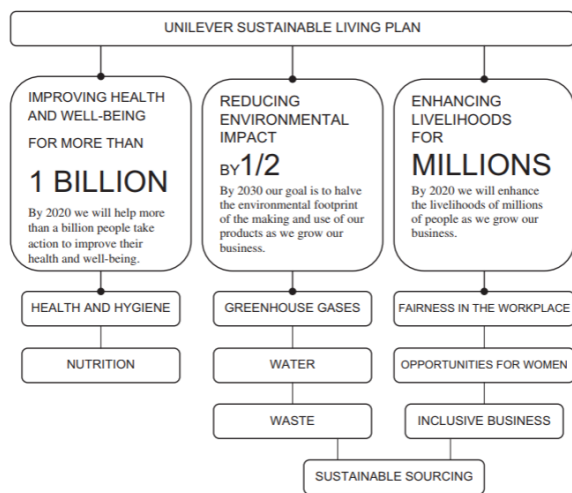 UNILEVER SUSTAINABLE LIVING PLAN
IMPROVING HEALTH
AND WELL-BEING
FOR MORE THAN
1 BILLION
By 2020 we will help more
than a billion people take
action to improve their
health and well-being.
HEALTH AND HYGIENE
NUTRITION
REDUCING
ENVIRONMENTAL
IMPACT
BY 1/2
By 2030 our goal is to halve
the environmental footprint
of the making and use of our
products as we grow our
business.
GREENHOUSE GASES
WATER
WASTE
ENHANCING
LIVELIHOODS
FOR
MILLIONS
By 2020 we will enhance
the livelihoods of millions
of people as we grow our
business.
FAIRNESS IN THE WORKPLACE
OPPORTUNITIES FOR WOMEN
INCLUSIVE BUSINESS
SUSTAINABLE SOURCING